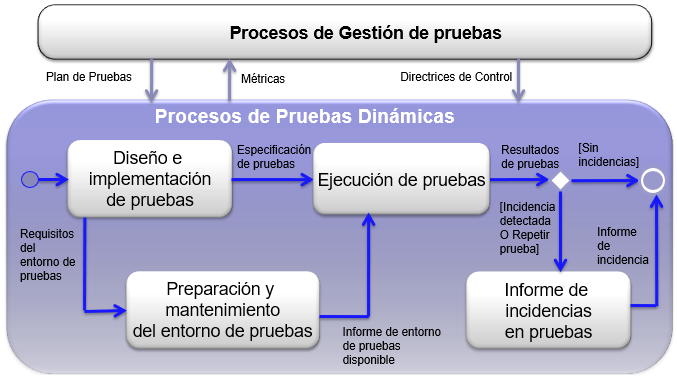 Procesos de Gestión de pruebas
Plan de Pruebas
Métricas
Directrices de Control
Procesos de Pruebas Dinámicas
Diseño e
implementación
de pruebas
Especificación
de pruebas
Ejecución de pruebas
Resultados
de pruebas
[Sin
incidencias]
Requisitos
del
entorno de
pruebas
[Incidencia
detectada
O Repetir
prueba]
Informe
de
incidencia
Preparación y
mantenimiento
del entorno de pruebas
Informe de entorno
de pruebas
disponible
Informe de
incidencias
en pruebas